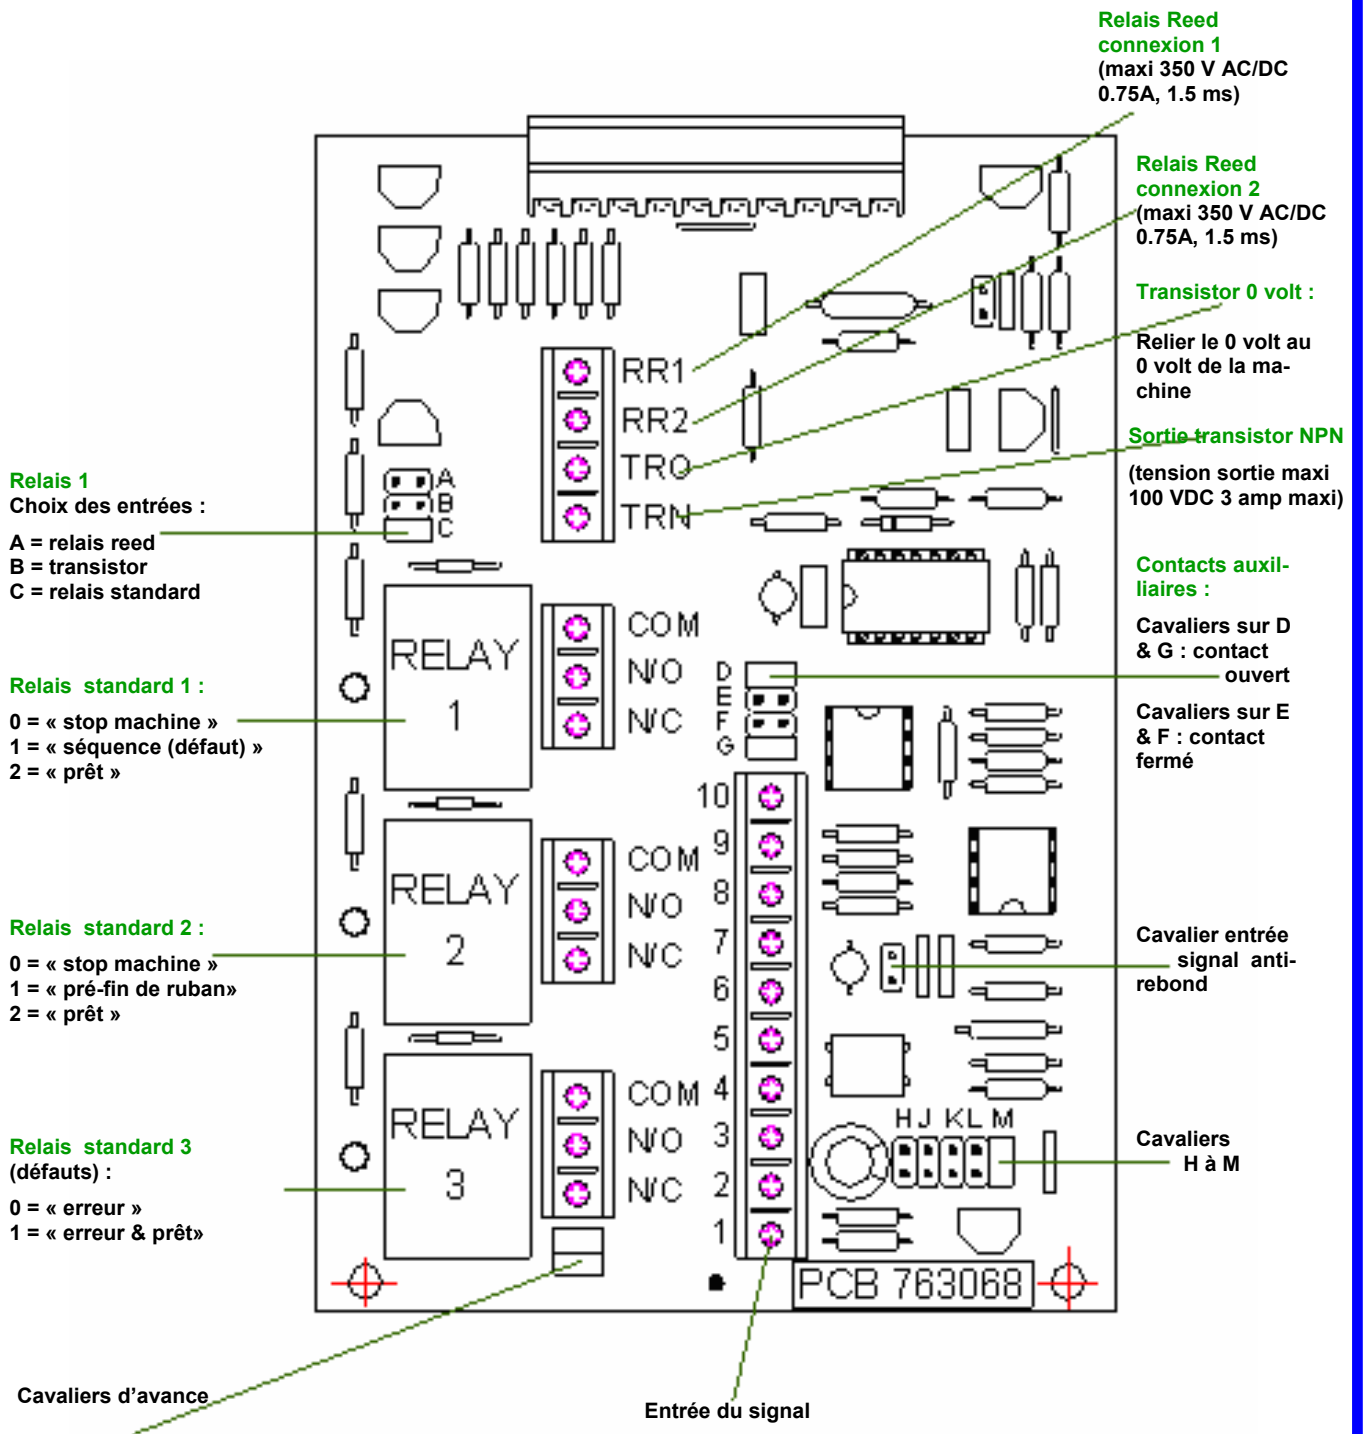 Relais Reed
connexion 1
(maxi 350 V AC/DC
0.75A, 1.5 ms)
Relais Reed
connexion 2
(maxi 350 V AC/DC
0.75A, 1.5 ms)
Transistor 0 volt :
Relier le 0 volt au
0 volt de la ma-
chine
Sortie transistor NPN
(tension sortie maxi
100 VDC 3 amp maxi)
Contacts auxil-
liaires :
Cavaliers sur D
& G : contact
ouvert
Cavaliers sur E
& F : contact
fermé
Cavalier entrée
signal anti-
rebond
Cavaliers
H à M
Relais 1
Choix des entrées :
A = relais reed
B = transistor
C = relais standard
Relais standard 1 :
0 = « stop machine »
1 = « séquence (défaut) »
2 = « prêt »
Relais standard 2 :
0 = « stop machine »
1 = « pré-fin de ruban»
2 = « prêt »
Relais standard 3
(défauts) :
0 = « erreur »
1 = « erreur & prêt»
Cavaliers d'avance
Entrée du signal
RR1
RR2
TRO
TRN
A
B
C
RELAY
1
COM
N/O
N/C
D
E
F
G
RELAY
2
COM
N/O
N/C
RELAY
3
COM
N/O
N/C
10
9
8
7
6
5
4
3
2
1
H J K L M
PCB 763068